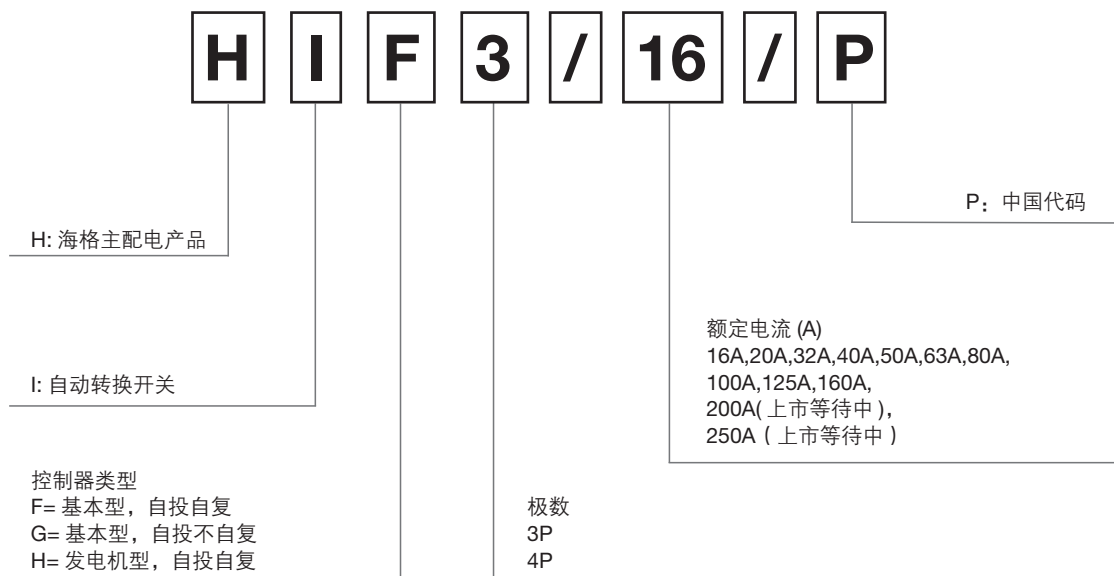 H I F 3 / 16 / P
P：中国代码
H: 海格主配电产品
额定电流 (A)
16A,20A,32A,40A,50A,63A,80A,
100A,125A,160A,
200A( 上市等待中 )，
250A ( 上市等待中 )
I: 自动转换开关
控制器类型
F= 基本型，自投自复
G= 基本型，自投不自复
H= 发电机型，自投自复
极数
3P
4P